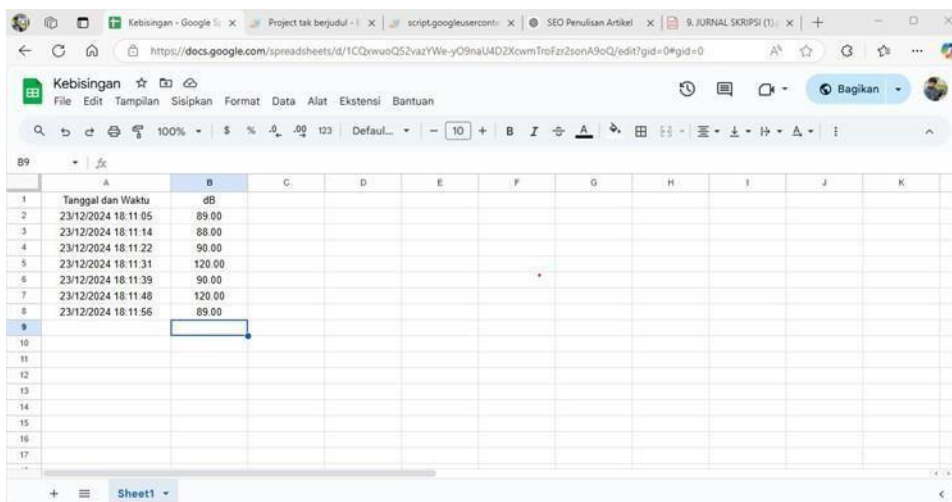 Kebisingan - Google S
Project tak berjudul - 
script.googleusercont
SEO Penulisan Artikel
9. JURNAL SKRIPSI (1).
https://docs.google.com/spreadsheets/d/1CQxwuoQ52vazYWe-yO9naU4D2XcwmTroFzr2sonA9oQ/edit?gid=0#gid=0
Kebisingan
File Edit Tampilan Sisipkan Format Data Alat Ekstensi Bantuan
Bagikan
100% $ % .0 .00 123 Defaul... − 10 + B I A
B9 fx
A B C D E F G H I J K
1 Tanggal dan Waktu dB
2 23/12/2024 18:11:05 89.00
3 23/12/2024 18:11:14 88.00
4 23/12/2024 18:11:22 90.00
5 23/12/2024 18:11:31 120.00
6 23/12/2024 18:11:39 90.00
7 23/12/2024 18:11:48 120.00
8 23/12/2024 18:11:56 89.00
9
10
11
12
13
14
15
16
17
Sheet1